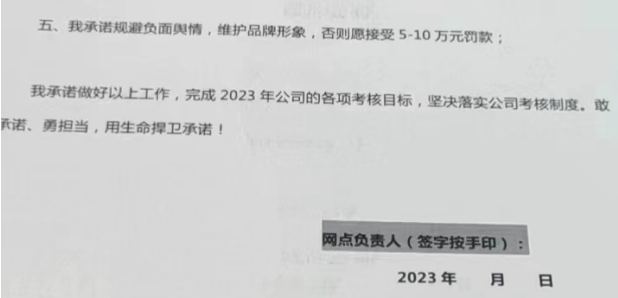 五、我承诺规避负面舆情，维护品牌形象，否则愿接受 5-10 万元罚款；
我承诺做好以上工作，完成 2023 年公司的各项考核目标，坚决落实公司考核制度。敢
承诺、勇担当，用生命捍卫承诺！
网点负责人（签字按手印）：
2023 年 月 日